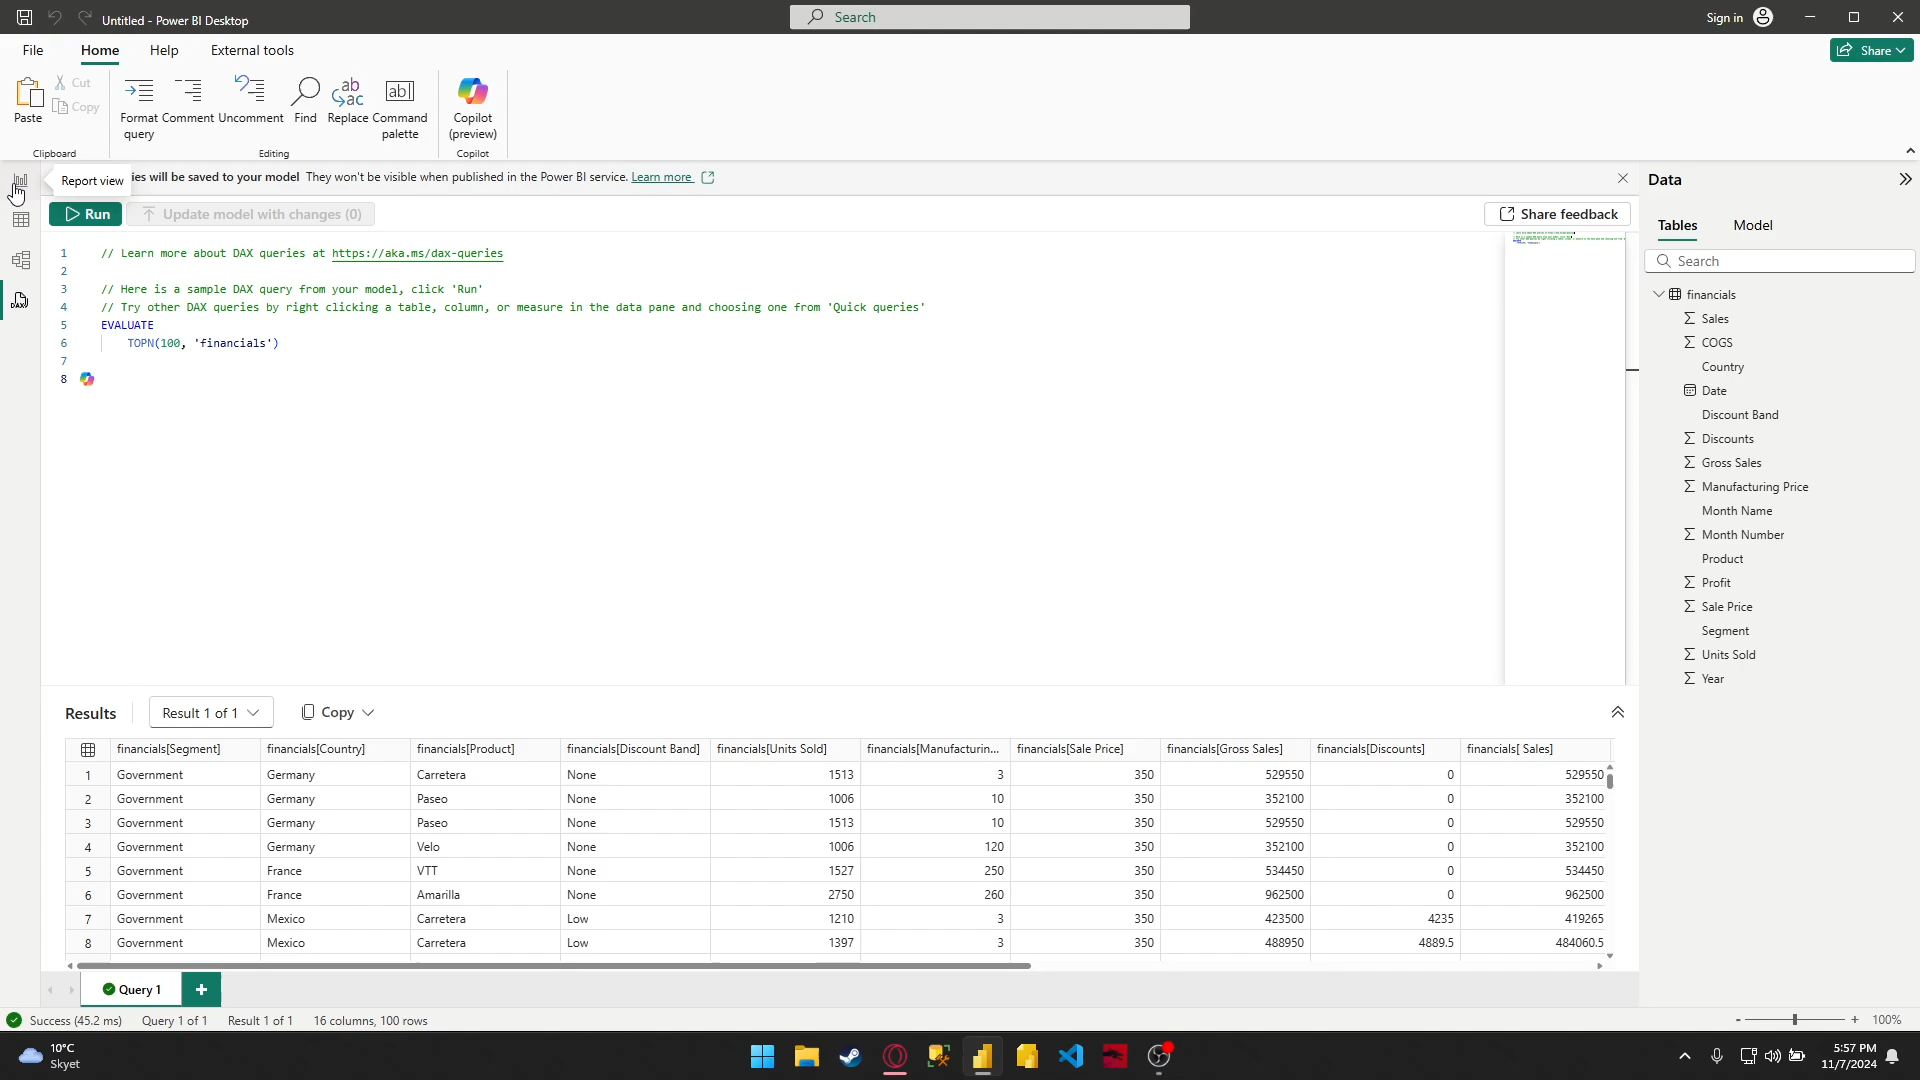 Untitled - Power BI Desktop
Search
Sign in
File
Home
Help
External tools
Share
Paste
Cut
Copy
Format query
Comment
Uncomment
Find
Replace
Command palette
Copilot (preview)
Clipboard
Editing
Copilot
Report view
ies will be saved to your model They won't be visible when published in the Power BI service. Learn more
Run
Update model with changes (0)
Share feedback
1 // Learn more about DAX queries at https://aka.ms/dax-queries
2
3 // Here is a sample DAX query from your model, click 'Run'
4 // Try other DAX queries by right clicking a table, column, or measure in the data pane and choosing one from 'Quick queries'
5 EVALUATE
6 TOPN(100, 'financials')
7
8
DAX
Data
Tables
Model
Search
financials
Sales
COGS
Country
Date
Discount Band
Discounts
Gross Sales
Manufacturing Price
Month Name
Month Number
Product
Profit
Sale Price
Segment
Units Sold
Year
Results
Result 1 of 1
Copy
financials[Segment] financials[Country] financials[Product] financials[Discount Band] financials[Units Sold] financials[Manufacturin... financials[Sale Price] financials[Gross Sales] financials[Discounts] financials[ Sales]
1 Government Germany Carretera None 1513 3 350 529550 0 529550
2 Government Germany Paseo None 1006 10 350 352100 0 352100
3 Government Germany Paseo None 1513 10 350 529550 0 529550
4 Government Germany Velo None 1006 120 350 352100 0 352100
5 Government France VTT None 1527 250 350 534450 0 534450
6 Government France Amarilla None 2750 260 350 962500 0 962500
7 Government Mexico Carretera Low 1210 3 350 423500 4235 419265
8 Government Mexico Carretera Low 1397 3 350 488950 4889.5 484060.5
Query 1
Success (45.2 ms) Query 1 of 1 Result 1 of 1 16 columns, 100 rows
100%
10°C
Skyet
5:57 PM
11/7/2024